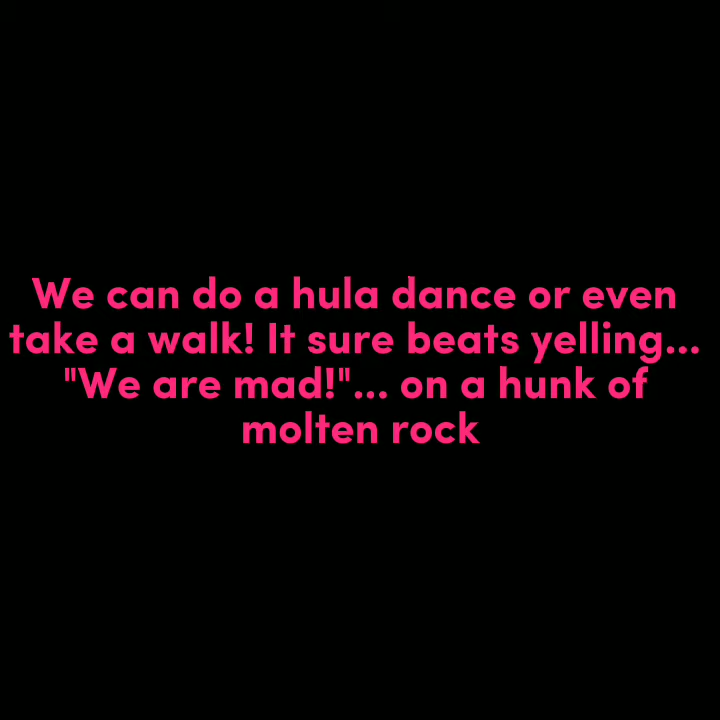 We can do a hula dance or even
take a walk! It sure beats yelling...
"We are mad!"... on a hunk of
molten rock